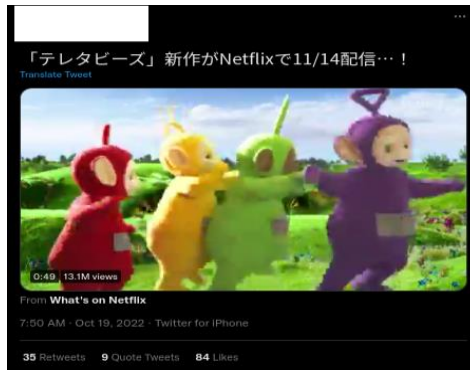 「テレタビーズ」新作がNetflixで11/14配信…！
Translate Tweet
0:49 13.1M views
From What's on Netflix
7:50 AM · Oct 19, 2022 · Twitter for iPhone
35 Retweets 9 Quote Tweets 84 Likes